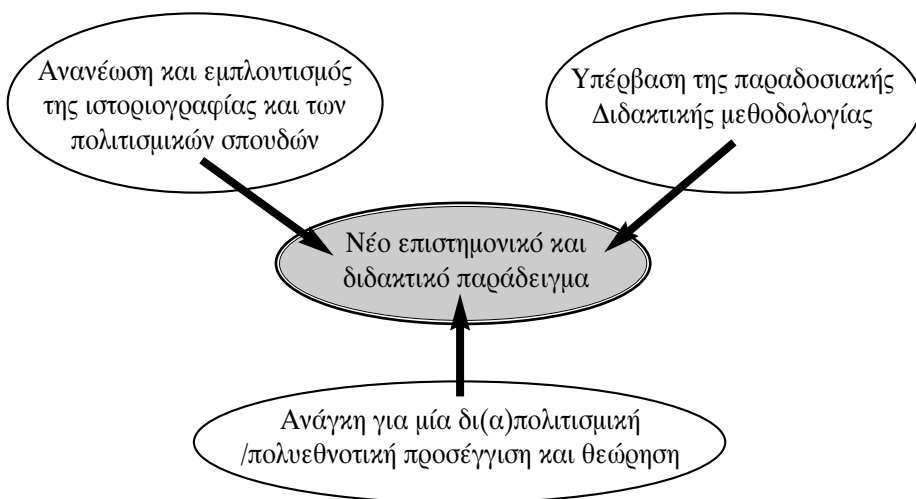 Ανανέωση και εμπλουτισμός
της ιστοριογραφίας και των
πολιτισμικών σπουδών
Υπέρβαση της παραδοσιακής
Διδακτικής μεθοδολογίας
Νέο επιστημονικό και
διδακτικό παράδειγμα
Ανάγκη για μία δι(α)πολιτισμική
/πολυεθνοτική προσέγγιση και θεώρηση